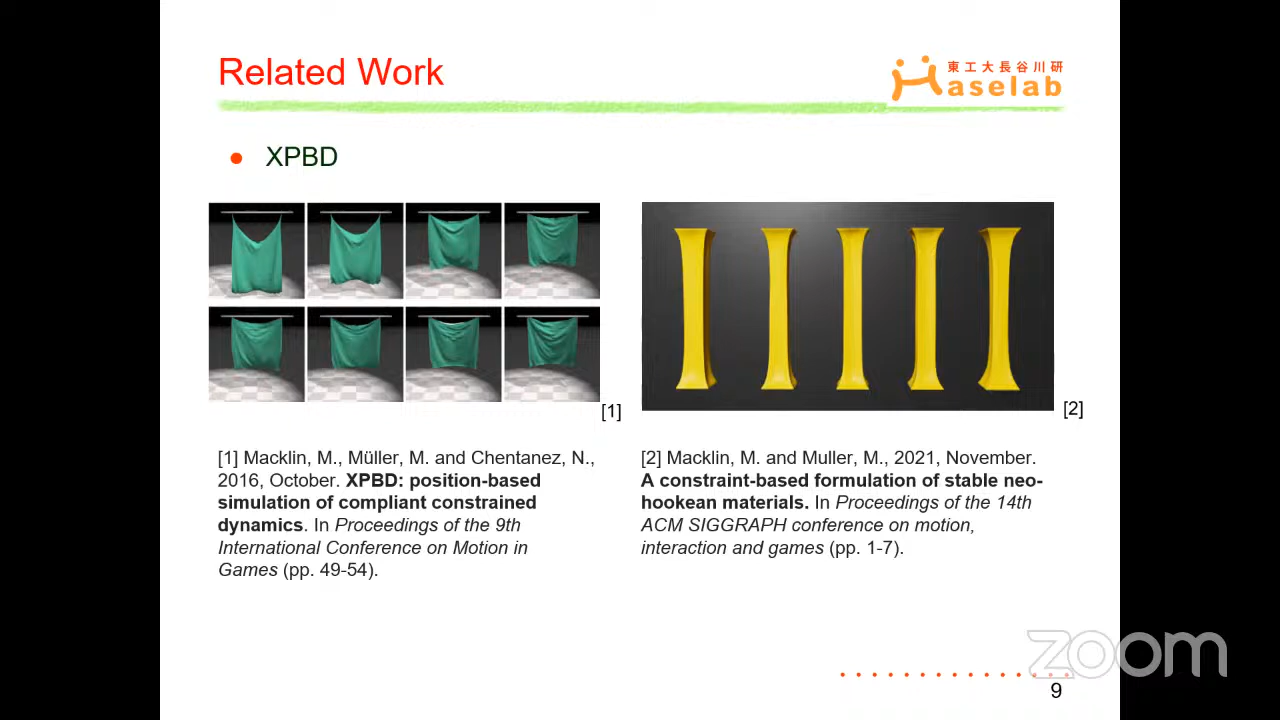 Related Work
東工大長谷川研
Haselab
XPBD
[1]
[2]
[1] Macklin, M., Müller, M. and Chentanez, N.,
2016, October. XPBD: position-based
simulation of compliant constrained
dynamics. In Proceedings of the 9th
International Conference on Motion in
Games (pp. 49-54).
[2] Macklin, M. and Muller, M., 2021, November.
A constraint-based formulation of stable neo-
hookean materials. In Proceedings of the 14th
ACM SIGGRAPH conference on motion,
interaction and games (pp. 1-7).
zoom
9